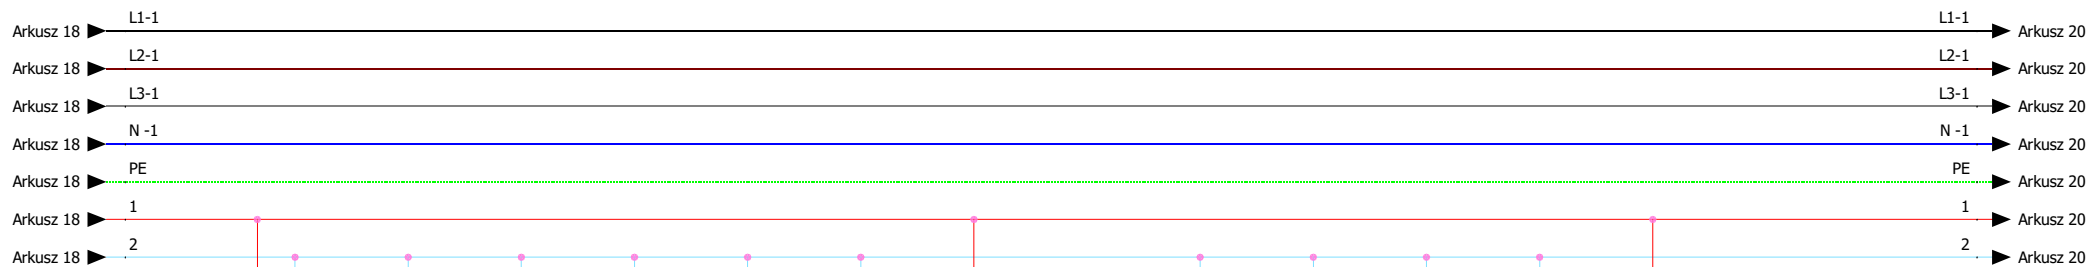 Arkusz 18 L1-1 L1-1 Arkusz 20
Arkusz 18 L2-1 L2-1 Arkusz 20
Arkusz 18 L3-1 L3-1 Arkusz 20
Arkusz 18 N -1 N -1 Arkusz 20
Arkusz 18 PE PE Arkusz 20
Arkusz 18 1 1 Arkusz 20
Arkusz 18 2 2 Arkusz 20